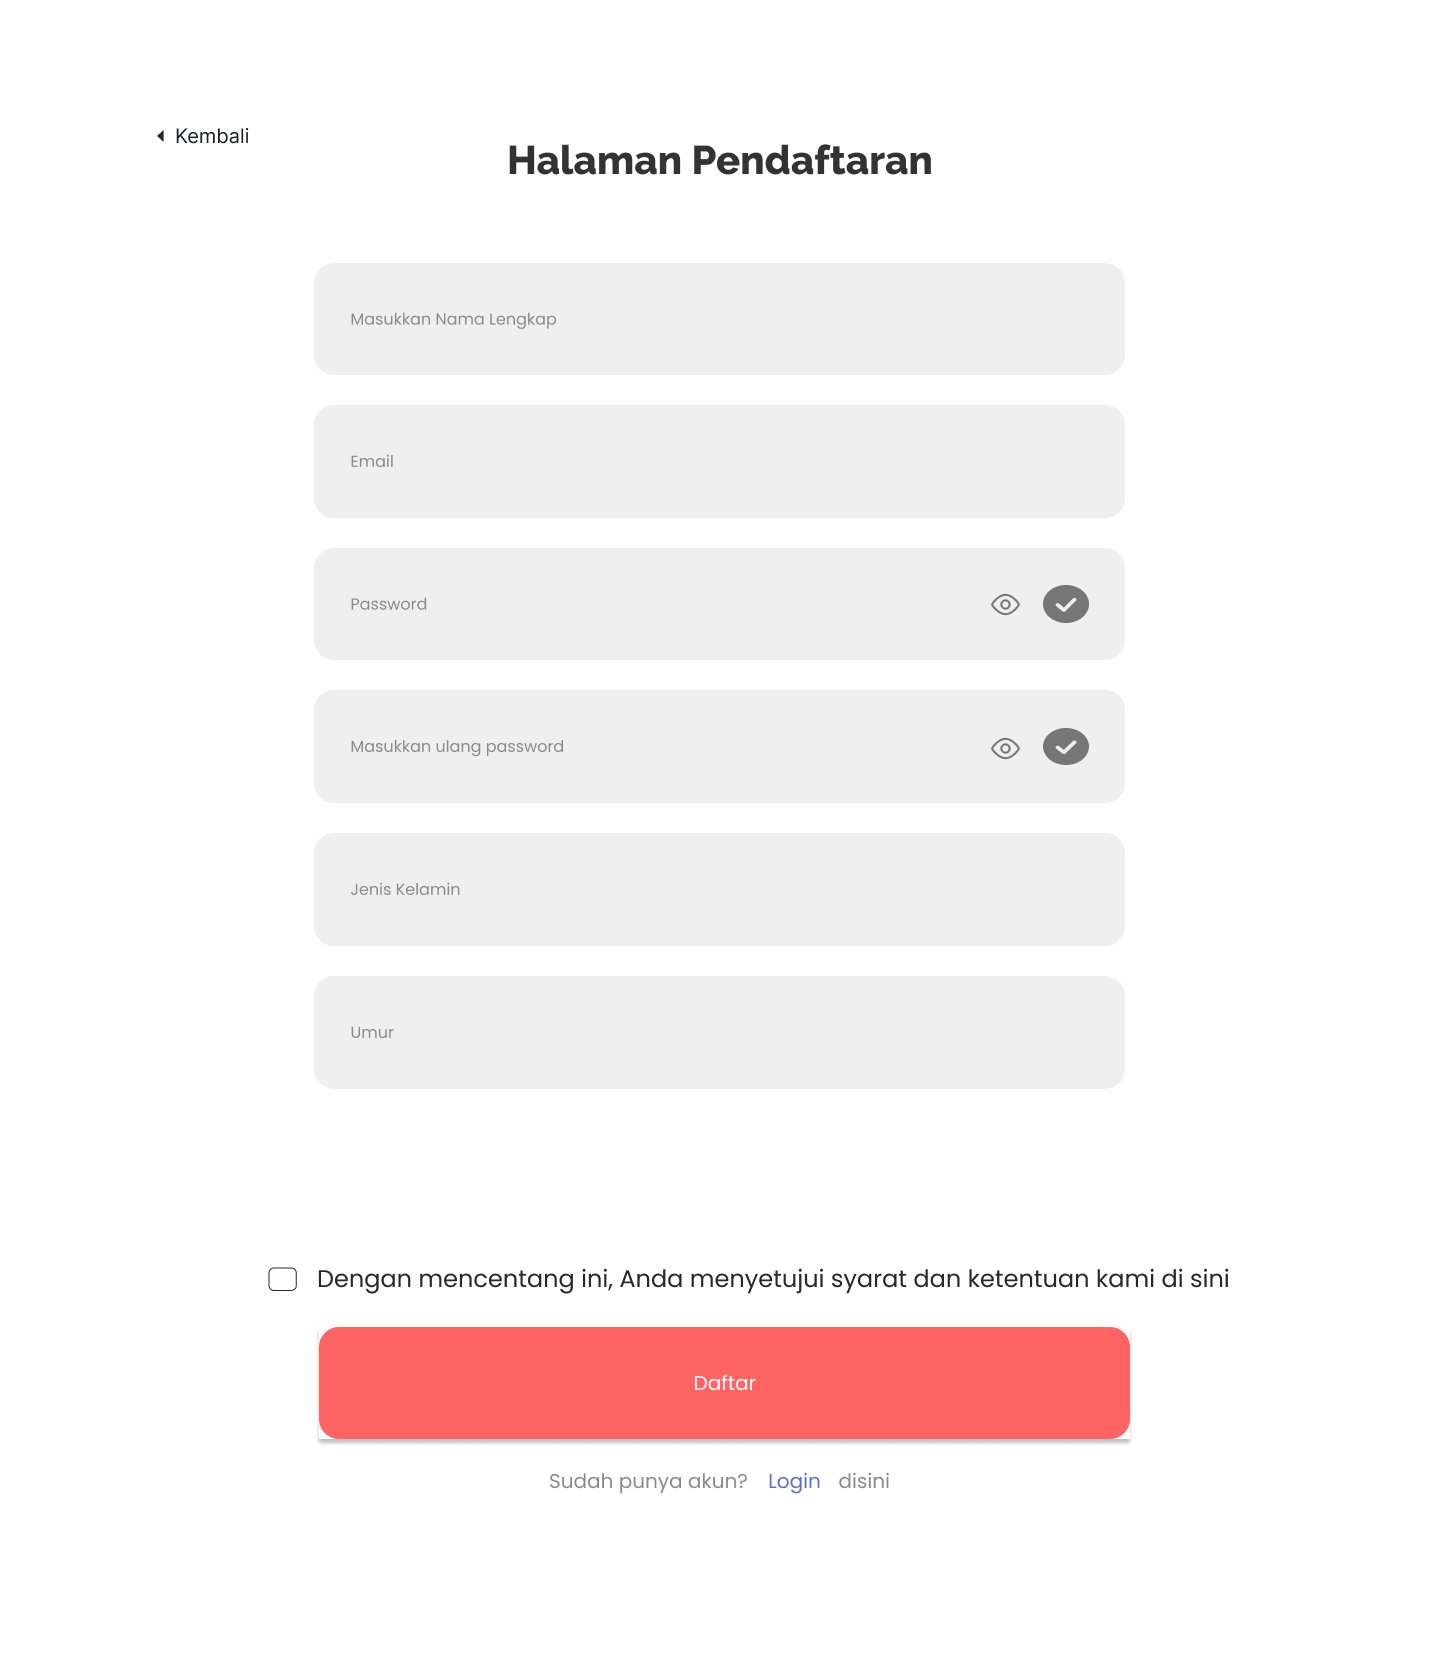 Kembali
Halaman Pendaftaran
Masukkan Nama Lengkap
Email
Password
Masukkan ulang password
Jenis Kelamin
Umur
Dengan mencentang ini, Anda menyetujui syarat dan ketentuan kami di sini
Daftar
Sudah punya akun? Login disini